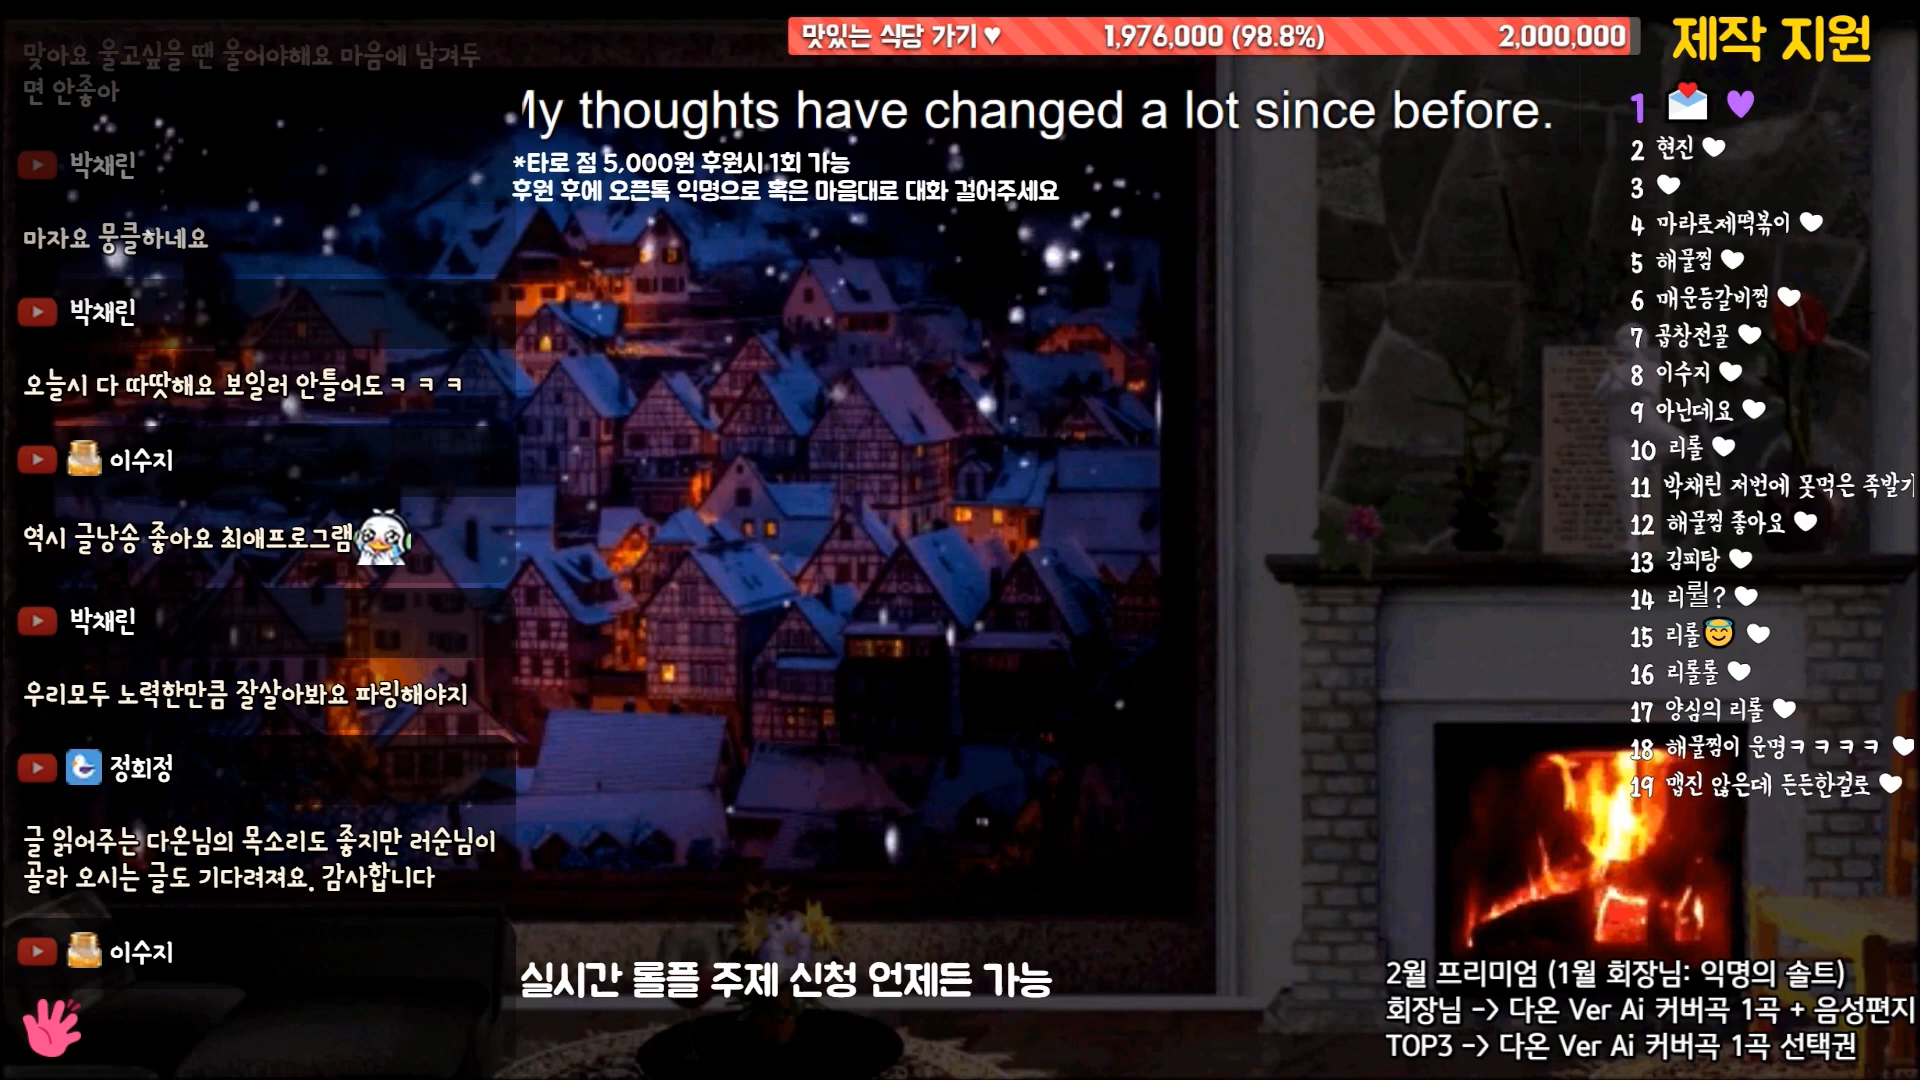 맞아요 울고싶을 땐 울어야해요 마음에 남겨두
면 안좋아
박채린
마자요 뭉클하네요
박채린
오늘시 다 따땃해요 보일러 안틀어도ㅋㅋㅋ
이수지
역시 글낭송 좋아요 최애프로그램
박채린
우리모두 노력한만큼 잘살아봐요 파링해야지
정회정
글 읽어주는 다온님의 목소리도 좋지만 러순님이
골라 오시는 글도 기다려져요. 감사합니다
이수지
맛있는 식당 가기 ♥ 1,976,000 (98.8%) 2,000,000
My thoughts have changed a lot since before.
*타로 점 5,000원 후원시 1회 가능
후원 후에 오픈톡 익명으로 혹은 마음대로 대화 걸어주세요
실시간 롤플 주제 신청 언제든 가능
제작 지원
1 💌 💜
2 현진 🤍
3 🤍
4 마라로제떡볶이 🤍
5 해물찜 🤍
6 매운등갈비찜 🤍
7 곱창전골 🤍
8 이수지 🤍
9 아닌데요 🤍
10 리롤 🤍
11 박채린 저번에 못먹은 족발기
12 해물찜 좋아요 🤍
13 김피탕 🤍
14 리뤌? 🤍
15 리롤😇 🤍
16 리롤롤 🤍
17 양심의 리롤 🤍
18 해물찜이 운명ㅋㅋㅋㅋ 🤍
19 맵진 않은데 든든한걸로 🤍
2월 프리미엄 (1월 회장님: 익명의 솔트)
회장님 -> 다온 Ver Ai 커버곡 1곡 + 음성편지
TOP3 -> 다온 Ver Ai 커버곡 1곡 선택권